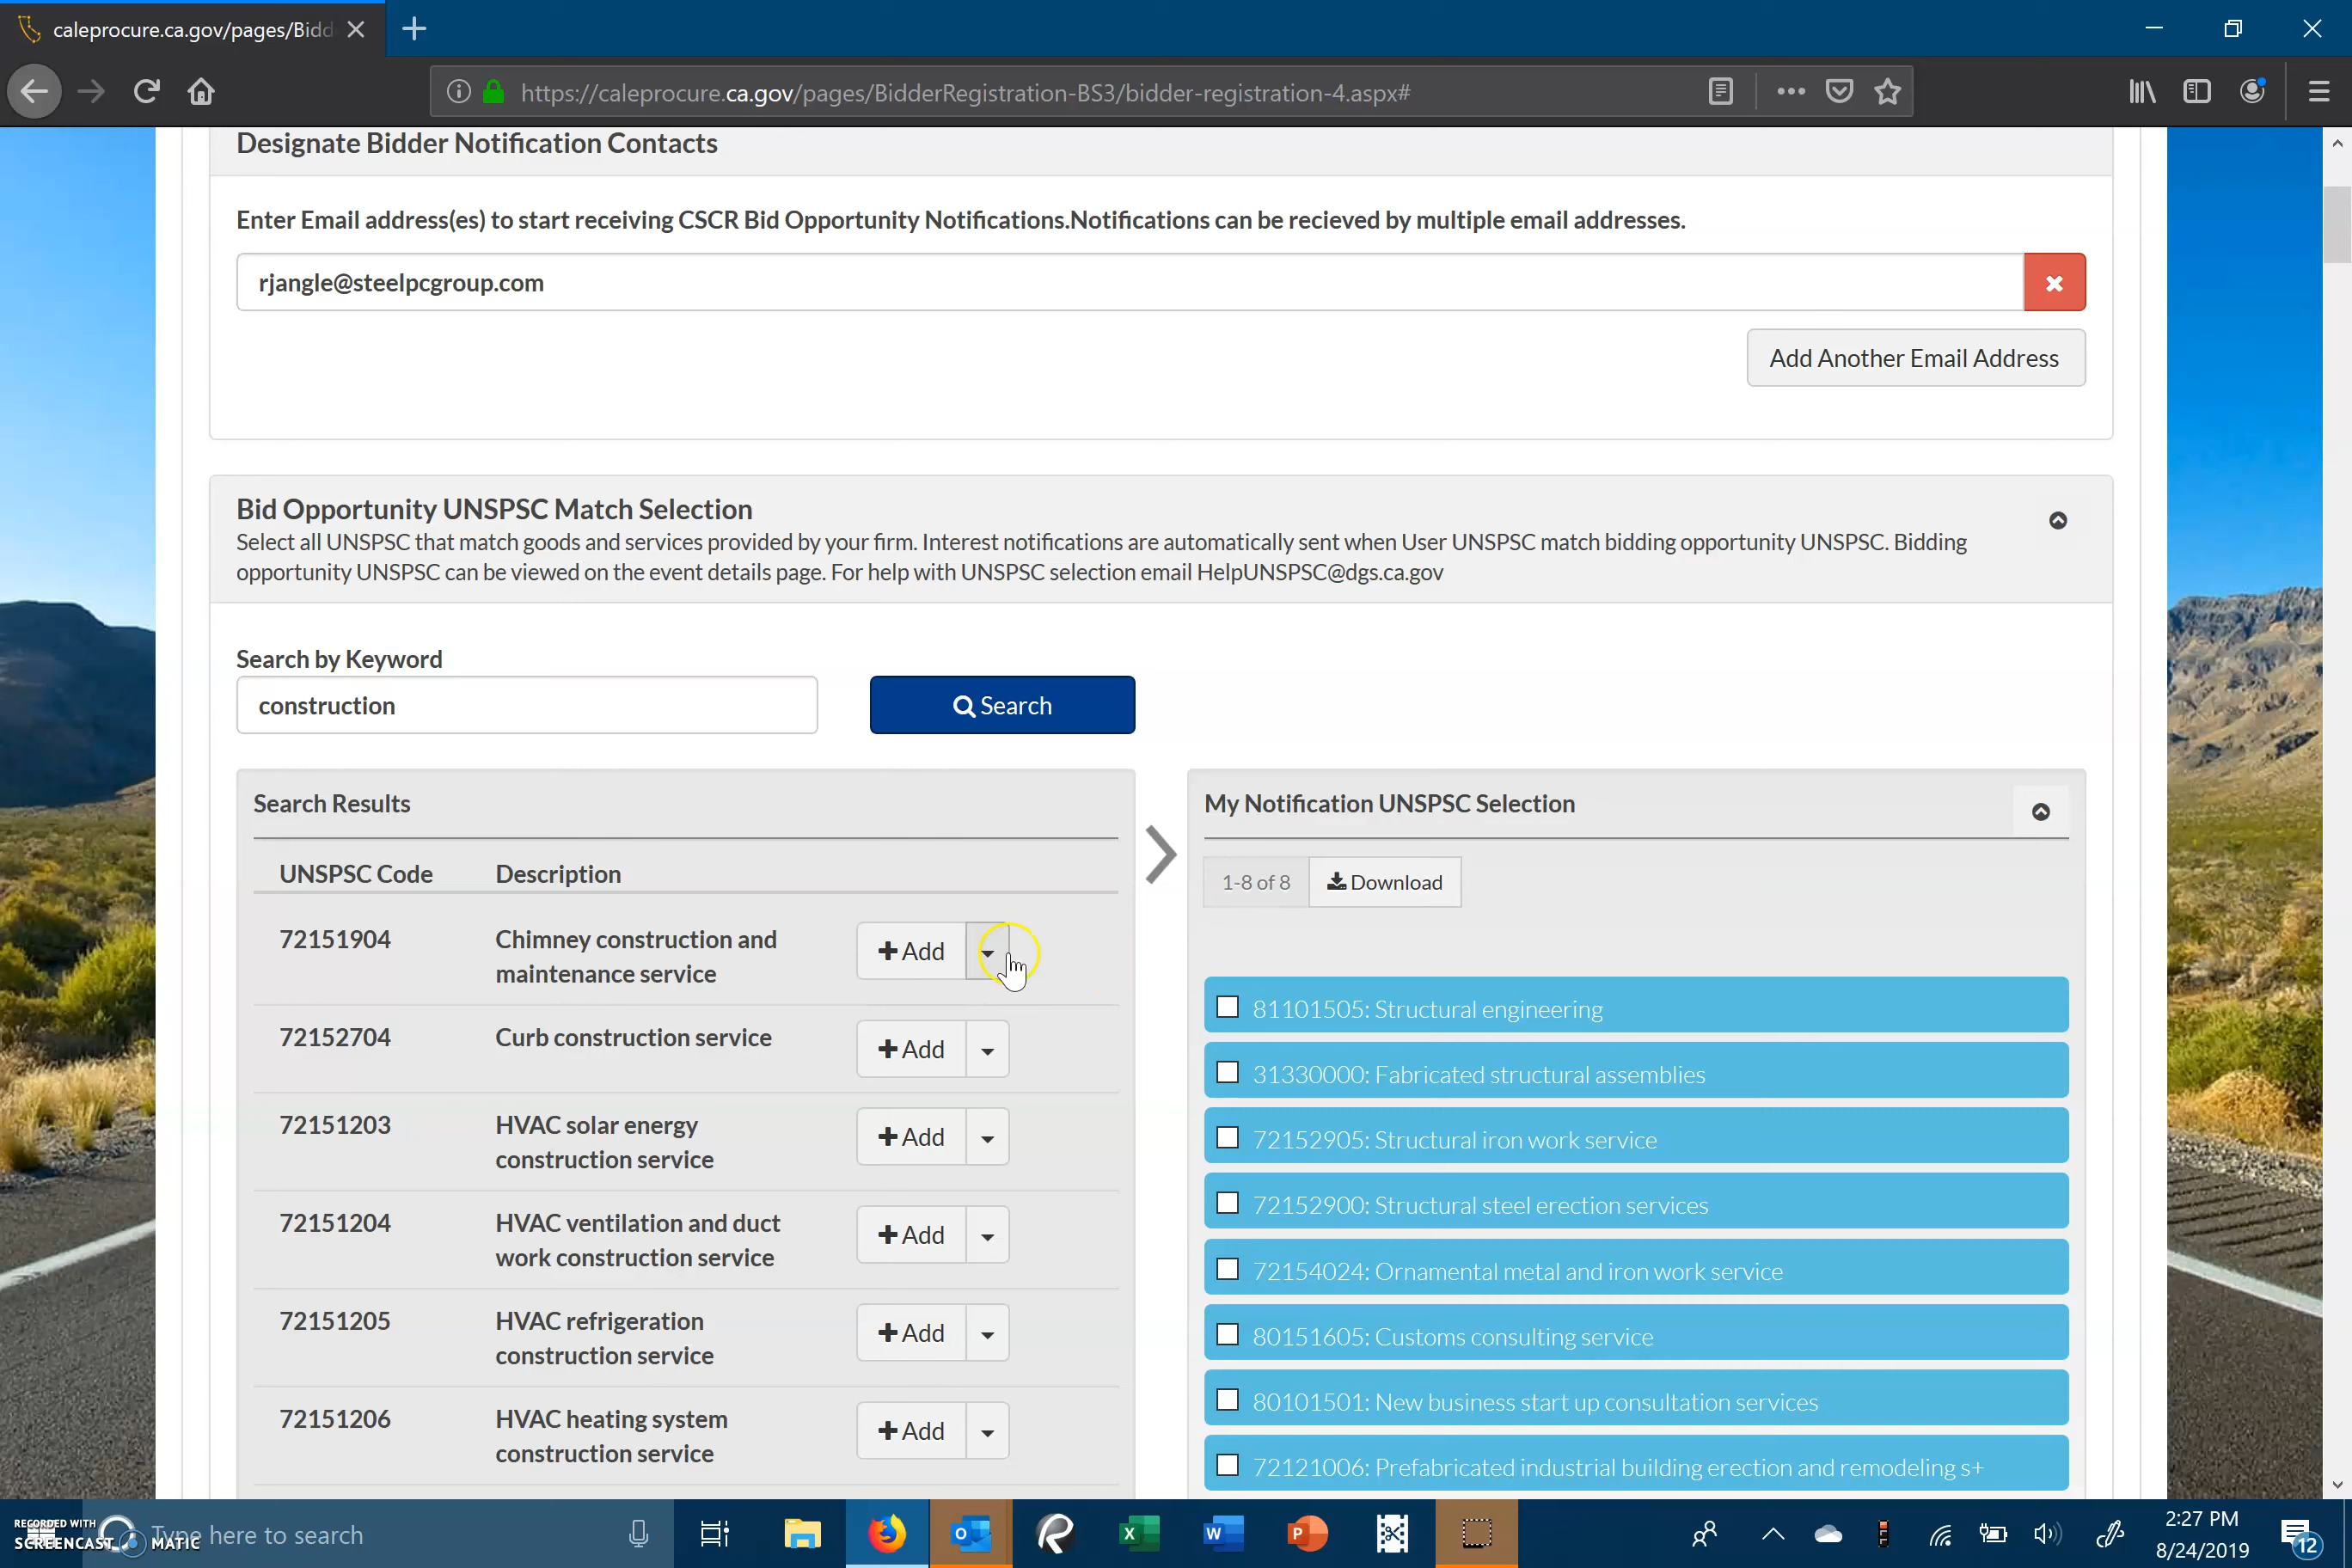 caleprocure.ca.gov/pages/Bidd
https://caleprocure.ca.gov/pages/BidderRegistration-BS3/bidder-registration-4.aspx#
Designate Bidder Notification Contacts
Enter Email address(es) to start receiving CSCR Bid Opportunity Notifications.Notifications can be recieved by multiple email addresses.
rjangle@steelpcgroup.com
Add Another Email Address
Bid Opportunity UNSPSC Match Selection
Select all UNSPSC that match goods and services provided by your firm. Interest notifications are automatically sent when User UNSPSC match bidding opportunity UNSPSC. Bidding
opportunity UNSPSC can be viewed on the event details page. For help with UNSPSC selection email HelpUNSPSC@dgs.ca.gov
Search by Keyword
construction
Search
Search Results
UNSPSC Code Description
72151904 Chimney construction and
maintenance service
Add
72152704 Curb construction service
Add
72151203 HVAC solar energy
construction service
Add
72151204 HVAC ventilation and duct
work construction service
Add
72151205 HVAC refrigeration
construction service
Add
72151206 HVAC heating system
construction service
Add
My Notification UNSPSC Selection
1-8 of 8 Download
81101505: Structural engineering
31330000: Fabricated structural assemblies
72152905: Structural iron work service
72152900: Structural steel erection services
72154024: Ornamental metal and iron work service
80151605: Customs consulting service
80101501: New business start up consultation services
72121006: Prefabricated industrial building erection and remodeling s+
RECORDED WITH
SCREENCAST MATIC
Type here to search
2:27 PM
8/24/2019
12